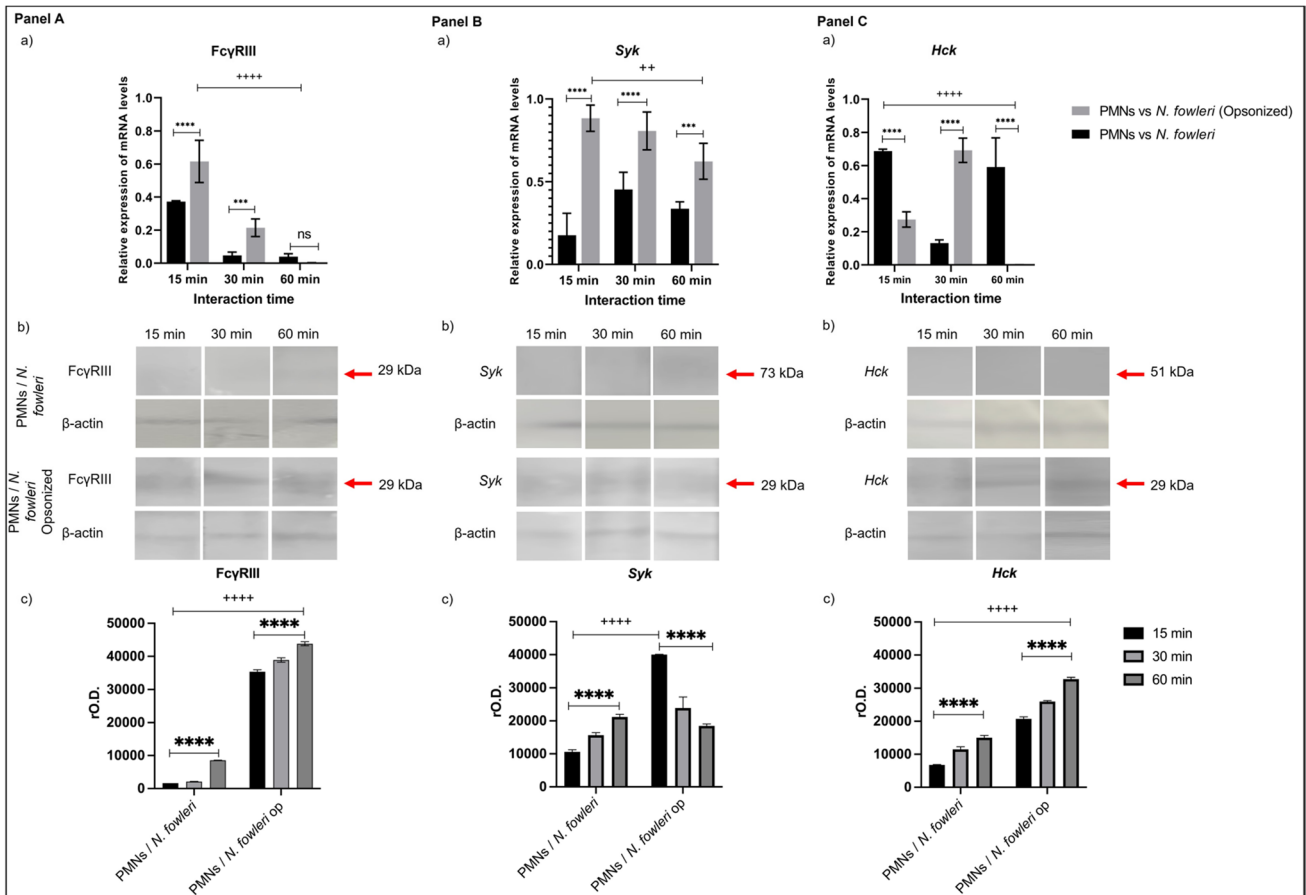 Panel A
a)
FcγRIII
++++
Relative expression of mRNA levels
1.0
0.8
0.6
0.4
0.2
0.0
****
***
ns
15 min 30 min 60 min
Interaction time
Panel B
a)
Syk
++
Relative expression of mRNA levels
1.0
0.5
0.0
****
****
***
15 min 30 min 60 min
Interaction time
Panel C
a)
Hck
++++
Relative expression of mRNA levels
1.0
0.8
0.6
0.4
0.2
0.0
****
****
****
15 min 30 min 60 min
Interaction time
PMNs vs N. fowleri (Opsonized)
PMNs vs N. fowleri
b)
15 min 30 min 60 min
PMNs / N.
fowleri
FcγRIII
29 kDa
β-actin
PMNs / N.
fowleri
Opsonized
FcγRIII
29 kDa
β-actin
b)
15 min 30 min 60 min
Syk
73 kDa
β-actin
Syk
29 kDa
β-actin
b)
15 min 30 min 60 min
Hck
51 kDa
β-actin
Hck
29 kDa
β-actin
c)
FcγRIII
++++
rO.D.
50000
40000
30000
20000
10000
0
****
****
PMNs / N. fowleri
PMNs / N. fowleri op
c)
Syk
++++
rO.D.
50000
40000
30000
20000
10000
0
****
****
PMNs / N. fowleri
PMNs / N. fowleri op
c)
Hck
++++
rO.D.
50000
40000
30000
20000
10000
0
****
****
PMNs / N. fowleri
PMNs / N. fowleri op
15 min
30 min
60 min